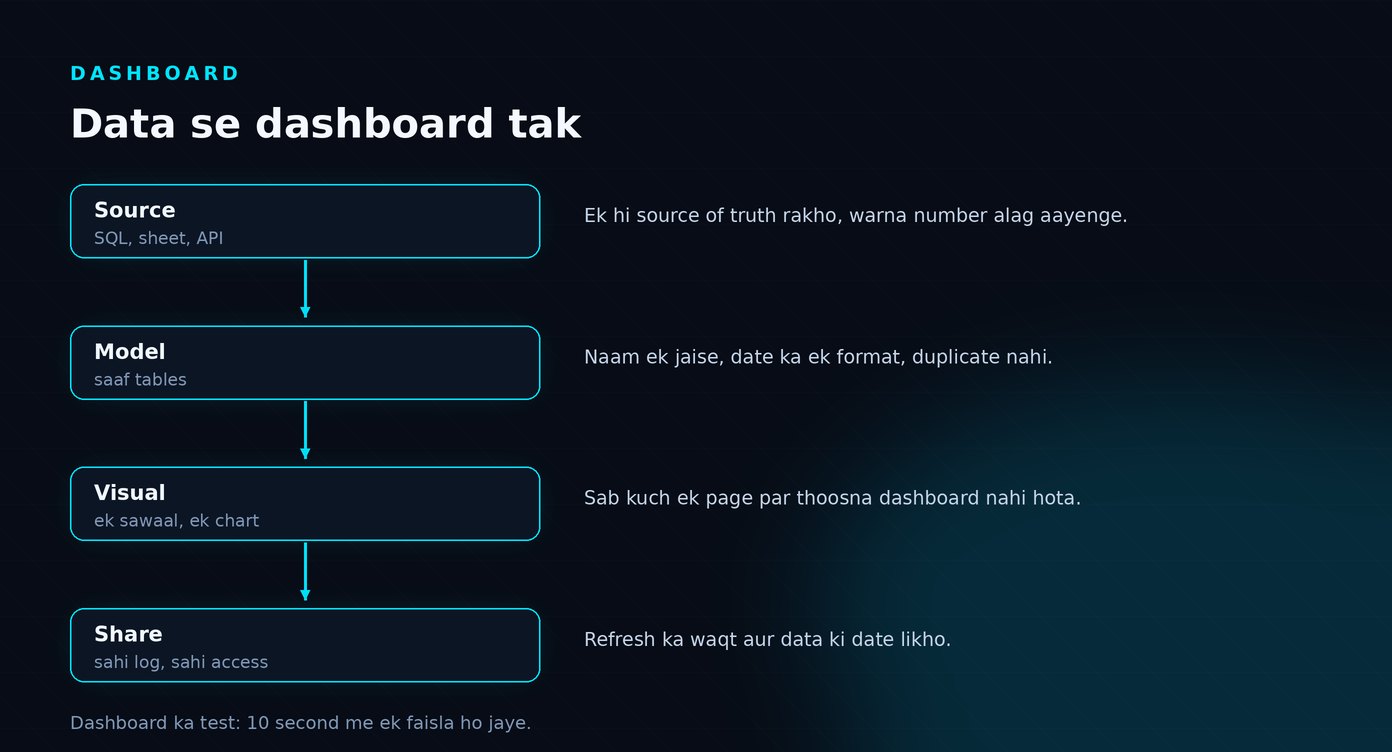 DASHBOARD
Data se dashboard tak
Source
SQL, sheet, API
Ek hi source of truth rakho, warna number alag aayenge.
Model
saaf tables
Naam ek jaise, date ka ek format, duplicate nahi.
Visual
ek sawaal, ek chart
Sab kuch ek page par thoosna dashboard nahi hota.
Share
sahi log, sahi access
Refresh ka waqt aur data ki date likho.
Dashboard ka test: 10 second me ek faisla ho jaye.